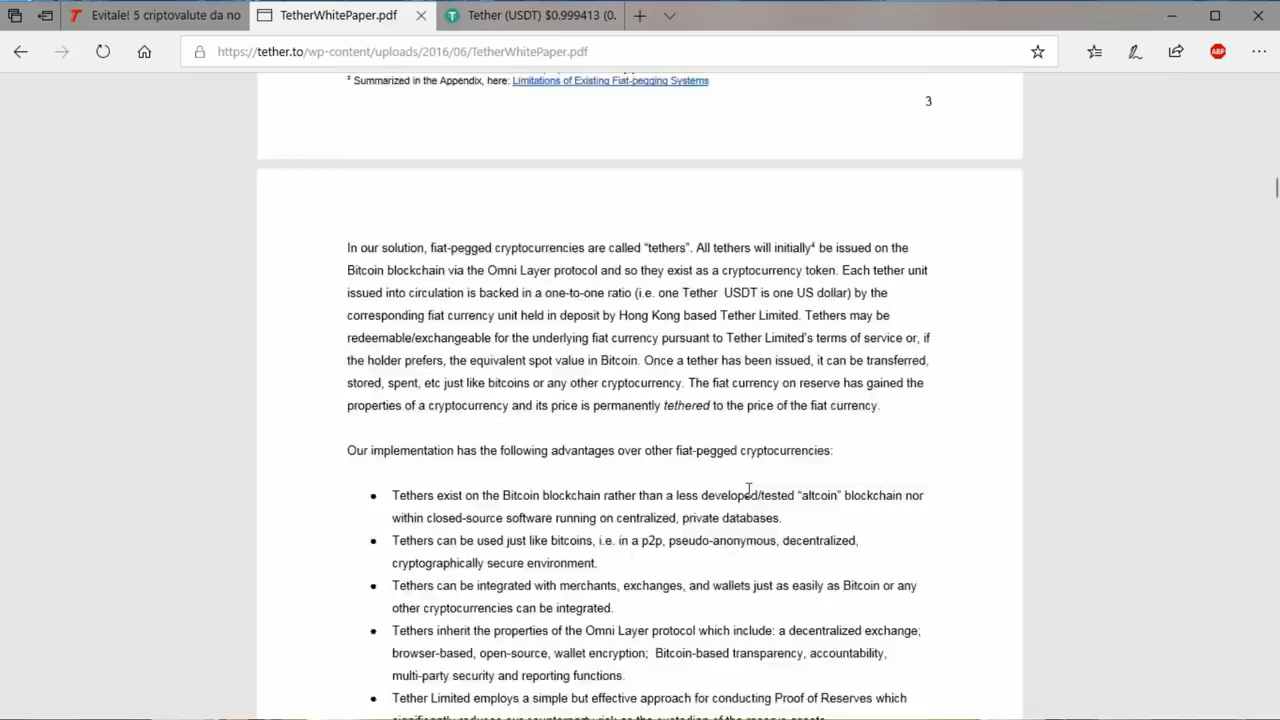 Evitale! 5 criptovalute da no
TetherWhitePaper.pdf
Tether (USDT) $0.999413 (0.
https://tether.to/wp-content/uploads/2016/06/TetherWhitePaper.pdf
ABP
³ Summarized in the Appendix, here: Limitations of Existing Fiat-pegging Systems
3
In our solution, fiat-pegged cryptocurrencies are called “tethers”. All tethers will initially⁴ be issued on the
Bitcoin blockchain via the Omni Layer protocol and so they exist as a cryptocurrency token. Each tether unit
issued into circulation is backed in a one-to-one ratio (i.e. one Tether USDT is one US dollar) by the
corresponding fiat currency unit held in deposit by Hong Kong based Tether Limited. Tethers may be
redeemable/exchangeable for the underlying fiat currency pursuant to Tether Limited’s terms of service or, if
the holder prefers, the equivalent spot value in Bitcoin. Once a tether has been issued, it can be transferred,
stored, spent, etc just like bitcoins or any other cryptocurrency. The fiat currency on reserve has gained the
properties of a cryptocurrency and its price is permanently tethered to the price of the fiat currency.
Our implementation has the following advantages over other fiat-pegged cryptocurrencies:
● Tethers exist on the Bitcoin blockchain rather than a less developed/tested “altcoin” blockchain nor
within closed-source software running on centralized, private databases.
● Tethers can be used just like bitcoins, i.e. in a p2p, pseudo-anonymous, decentralized,
cryptographically secure environment.
● Tethers can be integrated with merchants, exchanges, and wallets just as easily as Bitcoin or any
other cryptocurrencies can be integrated.
● Tethers inherit the properties of the Omni Layer protocol which include: a decentralized exchange;
browser-based, open-source, wallet encryption; Bitcoin-based transparency, accountability,
multi-party security and reporting functions.
● Tether Limited employs a simple but effective approach for conducting Proof of Reserves which
significantly reduces our counterparty risk as the custodian of the reserve assets.